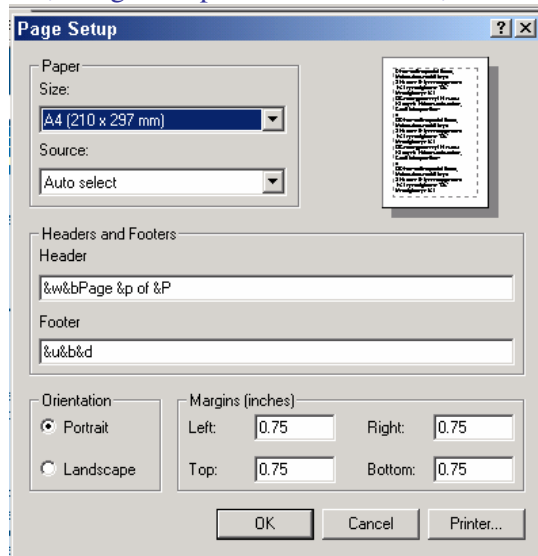 Page Setup
Paper
Size:
A4 (210 x 297 mm)
Source:
Auto select
Headers and Footers
Header
&w&bPage &p of &P
Footer
&u&b&d
Orientation
Portrait
Landscape
Margins (inches)
Left: 0.75 Right: 0.75
Top: 0.75 Bottom: 0.75
OK Cancel Printer...